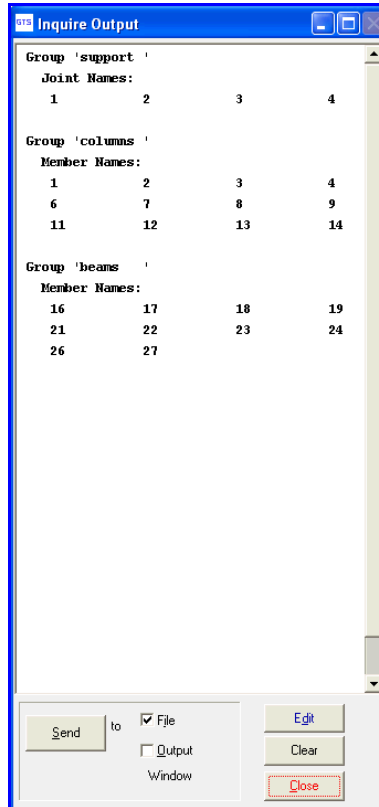 GTS Inquire Output
Group 'support '
Joint Names:
1 2 3 4
Group 'columns '
Member Names:
1 2 3 4
6 7 8 9
11 12 13 14
Group 'beams '
Member Names:
16 17 18 19
21 22 23 24
26 27
Send to File Edit
Output Clear
Window
Close